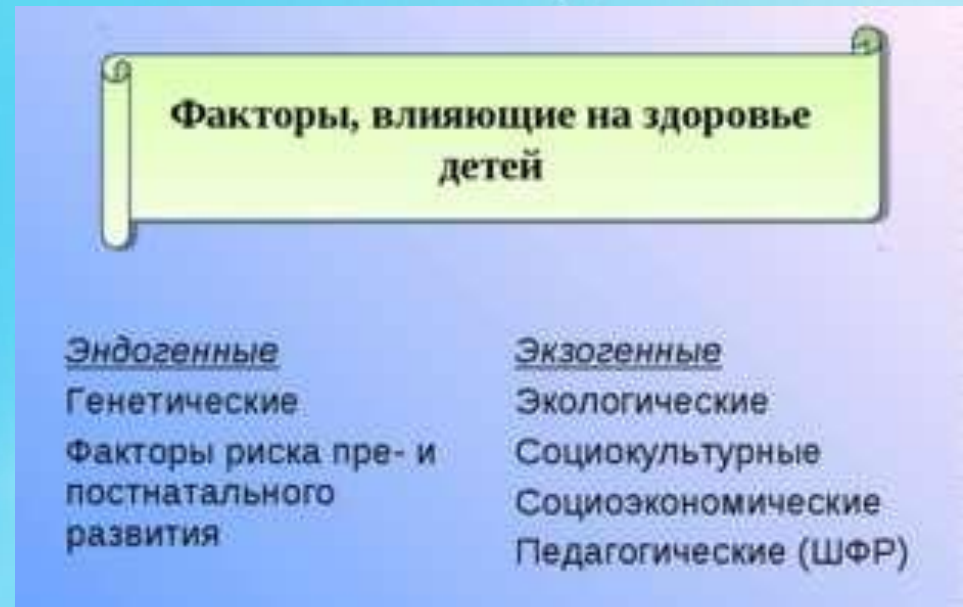 Факторы, влияющие на здоровье
детей
Эндогенные
Генетические
Факторы риска пре- и
постнатального
развития
Экзогенные
Экологические
Социокультурные
Социоэкономические
Педагогические (ШФР)